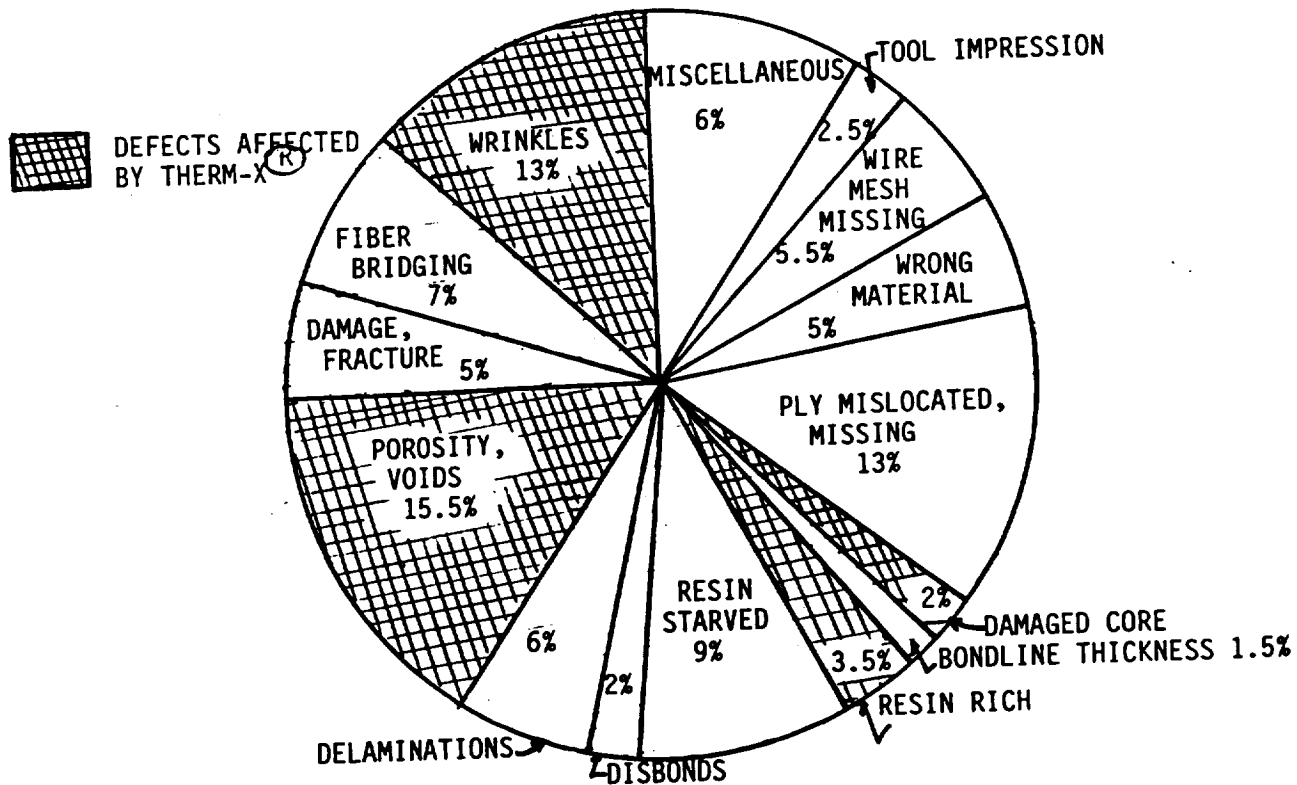 DEFECTS AFFECTED
BY THERM-X®
MISCELLANEOUS
6%
TOOL IMPRESSION
2.5%
WIRE
MESH
MISSING
5.5%
WRONG
MATERIAL
5%
PLY MISLOCATED,
MISSING
13%
2%
DAMAGED CORE
BONDLINE THICKNESS 1.5%
3.5%
RESIN RICH
RESIN
STARVED
9%
2%
DISBONDS
6%
DELAMINATIONS
POROSITY,
VOIDS
15.5%
DAMAGE,
FRACTURE 5%
FIBER
BRIDGING
7%
WRINKLES
13%